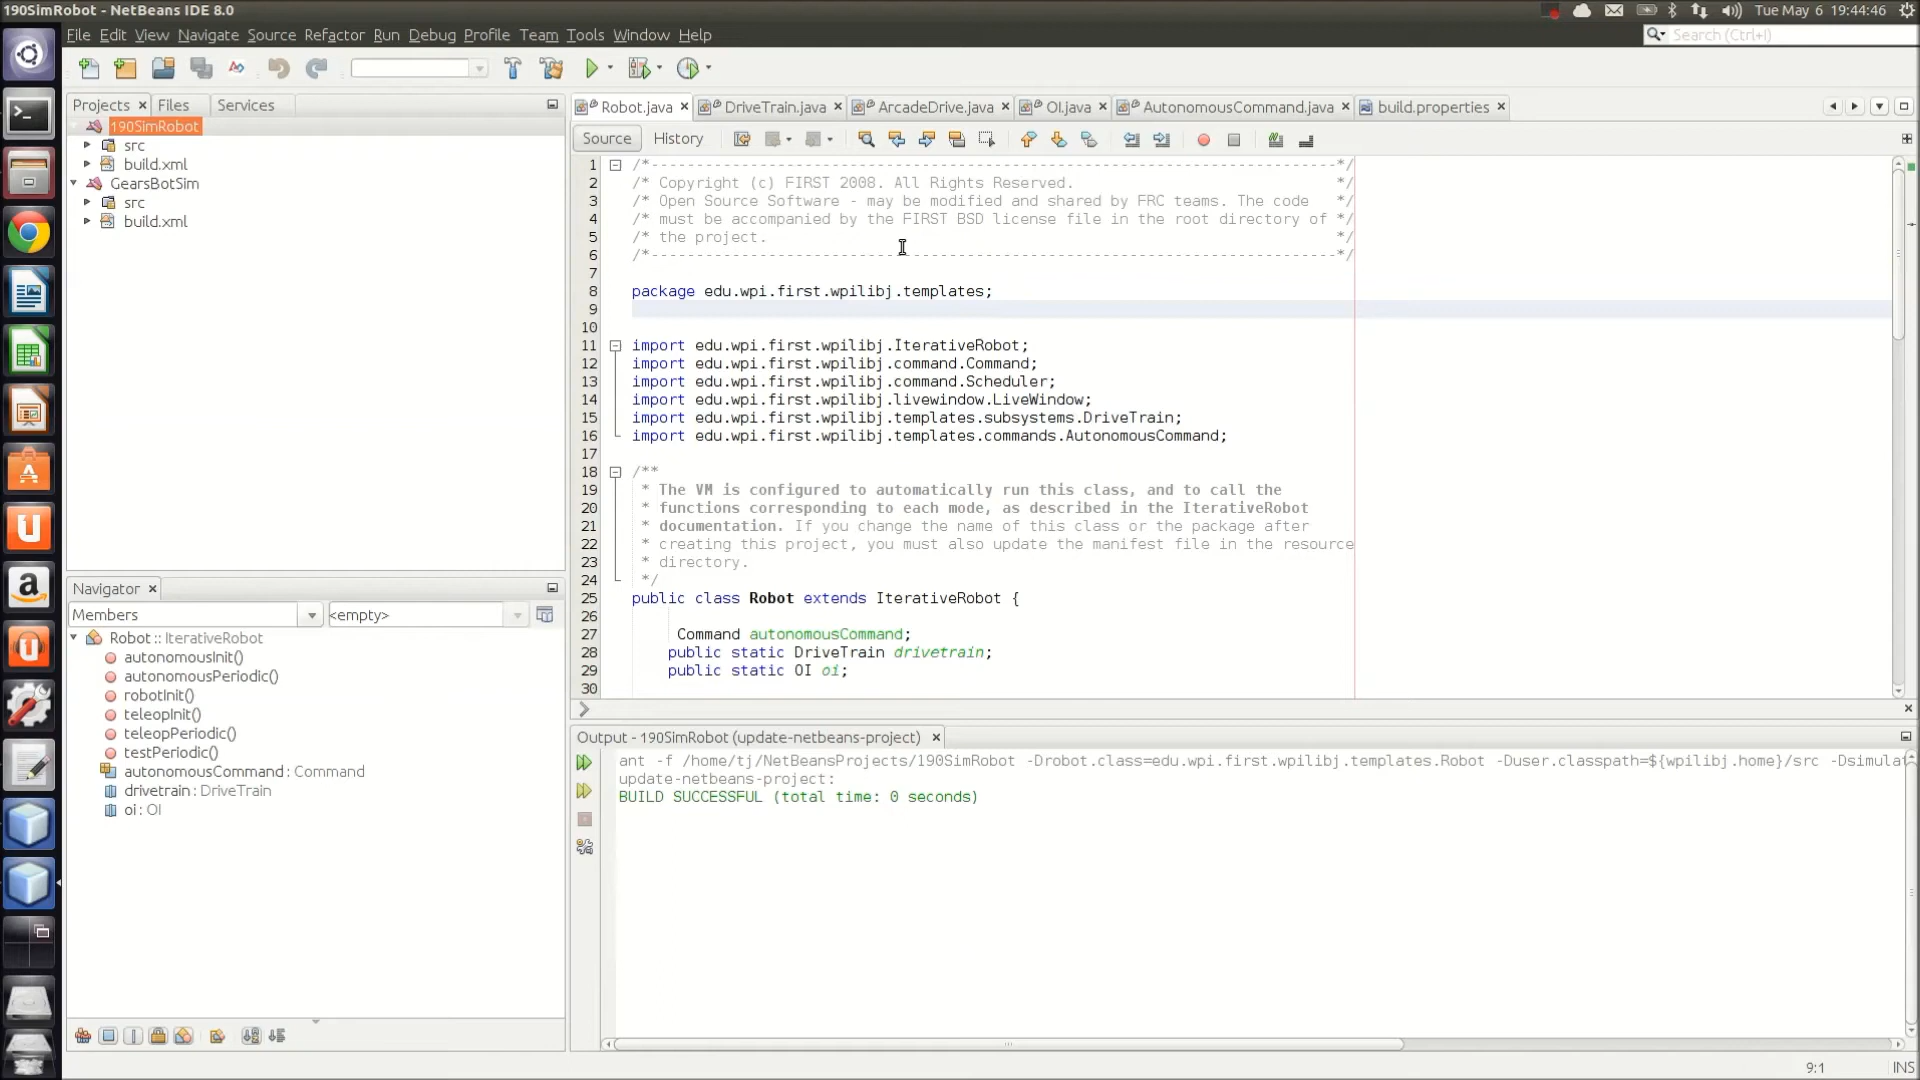 190SimRobot - NetBeans IDE 8.0
Tue May 6 19:44:46
File Edit View Navigate Source Refactor Run Debug Profile Team Tools Window Help
Search (Ctrl+I)
Projects Files Services
190SimRobot
src
build.xml
GearsBotSim
src
build.xml
Robot.java DriveTrain.java ArcadeDrive.java OI.java AutonomousCommand.java build.properties
Source History
1 /*----------------------------------------------------------------------------*/
2 /* Copyright (c) FIRST 2008. All Rights Reserved. */
3 /* Open Source Software - may be modified and shared by FRC teams. The code */
4 /* must be accompanied by the FIRST BSD license file in the root directory of */
5 /* the project. */
6 /*----------------------------------------------------------------------------*/
7
8 package edu.wpi.first.wpilibj.templates;
9
10
11 import edu.wpi.first.wpilibj.IterativeRobot;
12 import edu.wpi.first.wpilibj.command.Command;
13 import edu.wpi.first.wpilibj.command.Scheduler;
14 import edu.wpi.first.wpilibj.livewindow.LiveWindow;
15 import edu.wpi.first.wpilibj.templates.subsystems.DriveTrain;
16 import edu.wpi.first.wpilibj.templates.commands.AutonomousCommand;
17
18 /**
19 * The VM is configured to automatically run this class, and to call the
20 * functions corresponding to each mode, as described in the IterativeRobot
21 * documentation. If you change the name of this class or the package after
22 * creating this project, you must also update the manifest file in the resource
23 * directory.
24 */
25 public class Robot extends IterativeRobot {
26
27 Command autonomousCommand;
28 public static DriveTrain drivetrain;
29 public static OI oi;
30
Navigator
Members <empty>
Robot :: IterativeRobot
autonomousInit()
autonomousPeriodic()
robotInit()
teleopInit()
teleopPeriodic()
testPeriodic()
autonomousCommand : Command
drivetrain : DriveTrain
oi : OI
Output - 190SimRobot (update-netbeans-project)
ant -f /home/tj/NetBeansProjects/190SimRobot -Drobot.class=edu.wpi.first.wpilibj.templates.Robot -Duser.classpath=${wpilibj.home}/src -Dsimulat
update-netbeans-project:
BUILD SUCCESSFUL (total time: 0 seconds)
9:1 INS